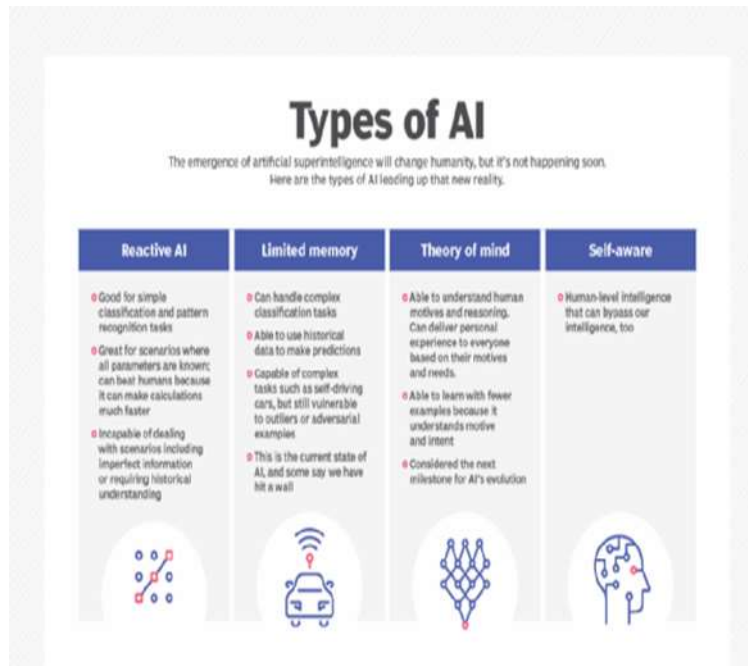 Types of AI
The emergence of artificial superintelligence will change humanity, but it's not happening soon.
Here are the types of AI leading up that new reality.
Reactive AI
Good for simple
classification and pattern
recognition tasks
Great for scenarios where
all parameters are known;
can beat humans because
it can make calculations
much faster
Incapable of dealing
with scenarios including
imperfect information
or requiring historical
understanding
Limited memory
Can handle complex
classification tasks
Able to use historical
data to make predictions
Capable of complex
tasks such as self-driving
cars, but still vulnerable
to outliers or adversarial
examples
This is the current state of
AI, and some say we have
hit a wall
Theory of mind
Able to understand human
motives and reasoning.
Can deliver personal
experience to everyone
based on their motives
and needs.
Able to learn with fewer
examples because it
understands motive
and intent
Considered the next
milestone for AI's evolution
Self-aware
Human-level intelligence
that can bypass our
intelligence, too